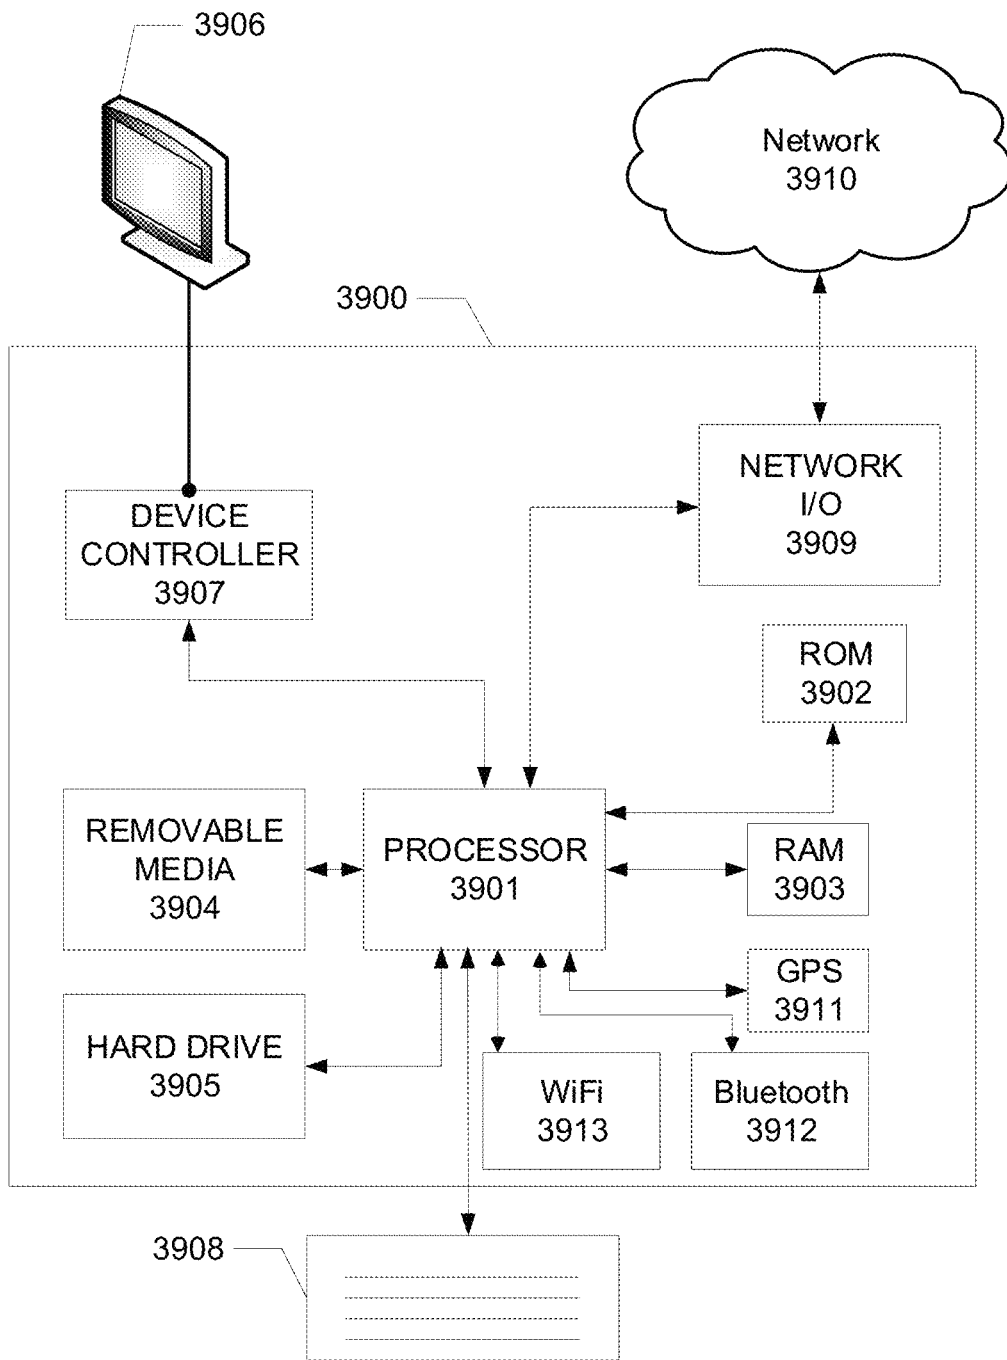 3906
Network
3910
3900
NETWORK
I/O
3909
DEVICE
CONTROLLER
3907
ROM
3902
REMOVABLE
MEDIA
3904
PROCESSOR
3901
RAM
3903
GPS
3911
HARD DRIVE
3905
WiFi
3913
Bluetooth
3912
3908